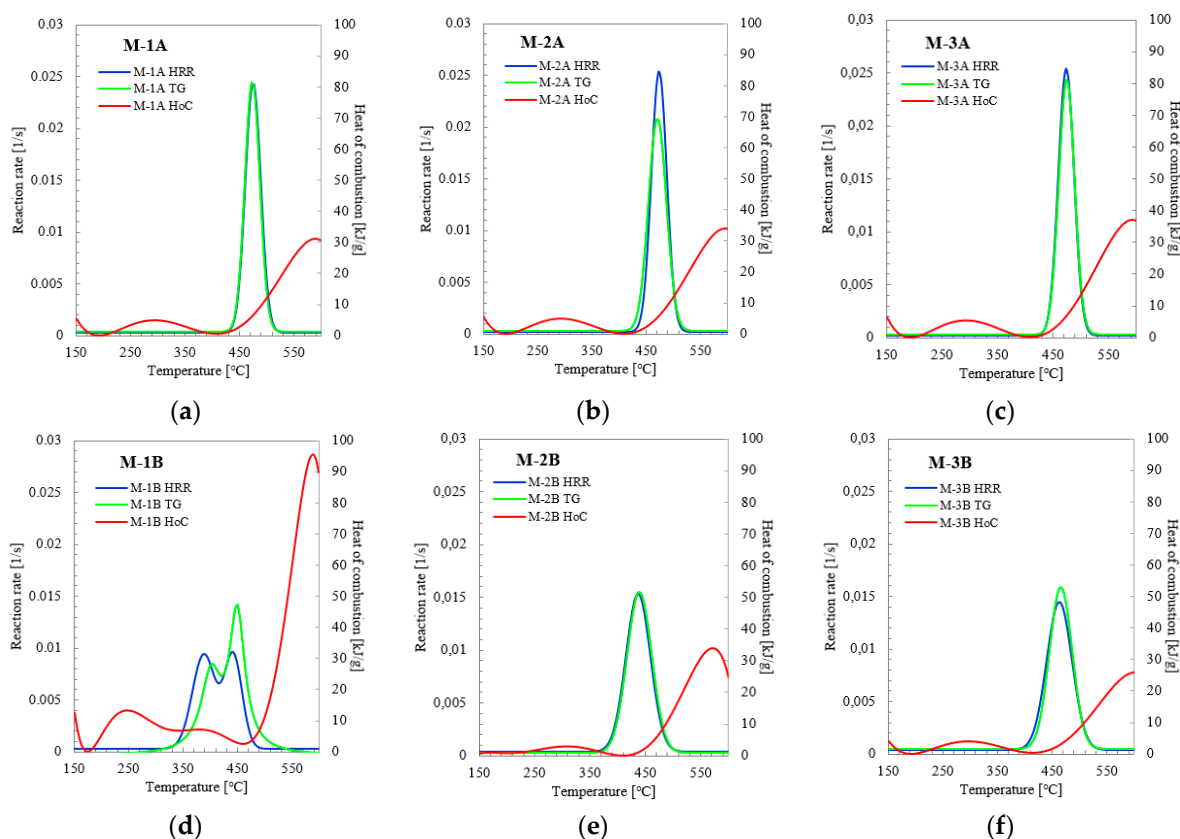 M-1A
M-1A HRR
M-1A TG
M-1A HoC
Reaction rate [1/s]
0.03
0.025
0.02
0.015
0.01
0.005
0
100
90
80
70
60
50
40
30
20
10
0
Heat of combustion [kJ/g]
150 250 350 450 550
Temperature [°C]
(a)
M-2A
M-2A HRR
M-2A TG
M-2A HoC
Reaction rate [1/s]
0.03
0.025
0.02
0.015
0.01
0.005
0
100
90
80
70
60
50
40
30
20
10
0
Heat of combustion [kJ/g]
150 250 350 450 550
Temperature [°C]
(b)
M-3A
M-3A HRR
M-3A TG
M-3A HoC
Reaction rate [1/s]
0,03
0,025
0,02
0,015
0,01
0,005
0
100
90
80
70
60
50
40
30
20
10
0
Heat of combustion [kJ/g]
150 250 350 450 550
Temperature [°C]
(c)
M-1B
M-1B HRR
M-1B TG
M-1B HoC
Reaction rate [1/s]
0.03
0.025
0.02
0.015
0.01
0.005
0
100
90
80
70
60
50
40
30
20
10
0
Heat of combustion [kJ/g]
150 250 350 450 550
Temperature [°C]
(d)
M-2B
M-2B HRR
M-2B TG
M-2B HoC
Reaction rate [1/s]
0,03
0,025
0,02
0,015
0,01
0,005
0
100
90
80
70
60
50
40
30
20
10
0
Heat of combustion [kJ/g]
150 250 350 450 550
Temperature [°C]
(e)
M-3B
M-3B HRR
M-3B TG
M-3B HoC
Reaction rate [1/s]
0,03
0,025
0,02
0,015
0,01
0,005
0
100
90
80
70
60
50
40
30
20
10
0
Heat of combustion [kJ/g]
150 250 350 450 550
Temperature [°C]
(f)